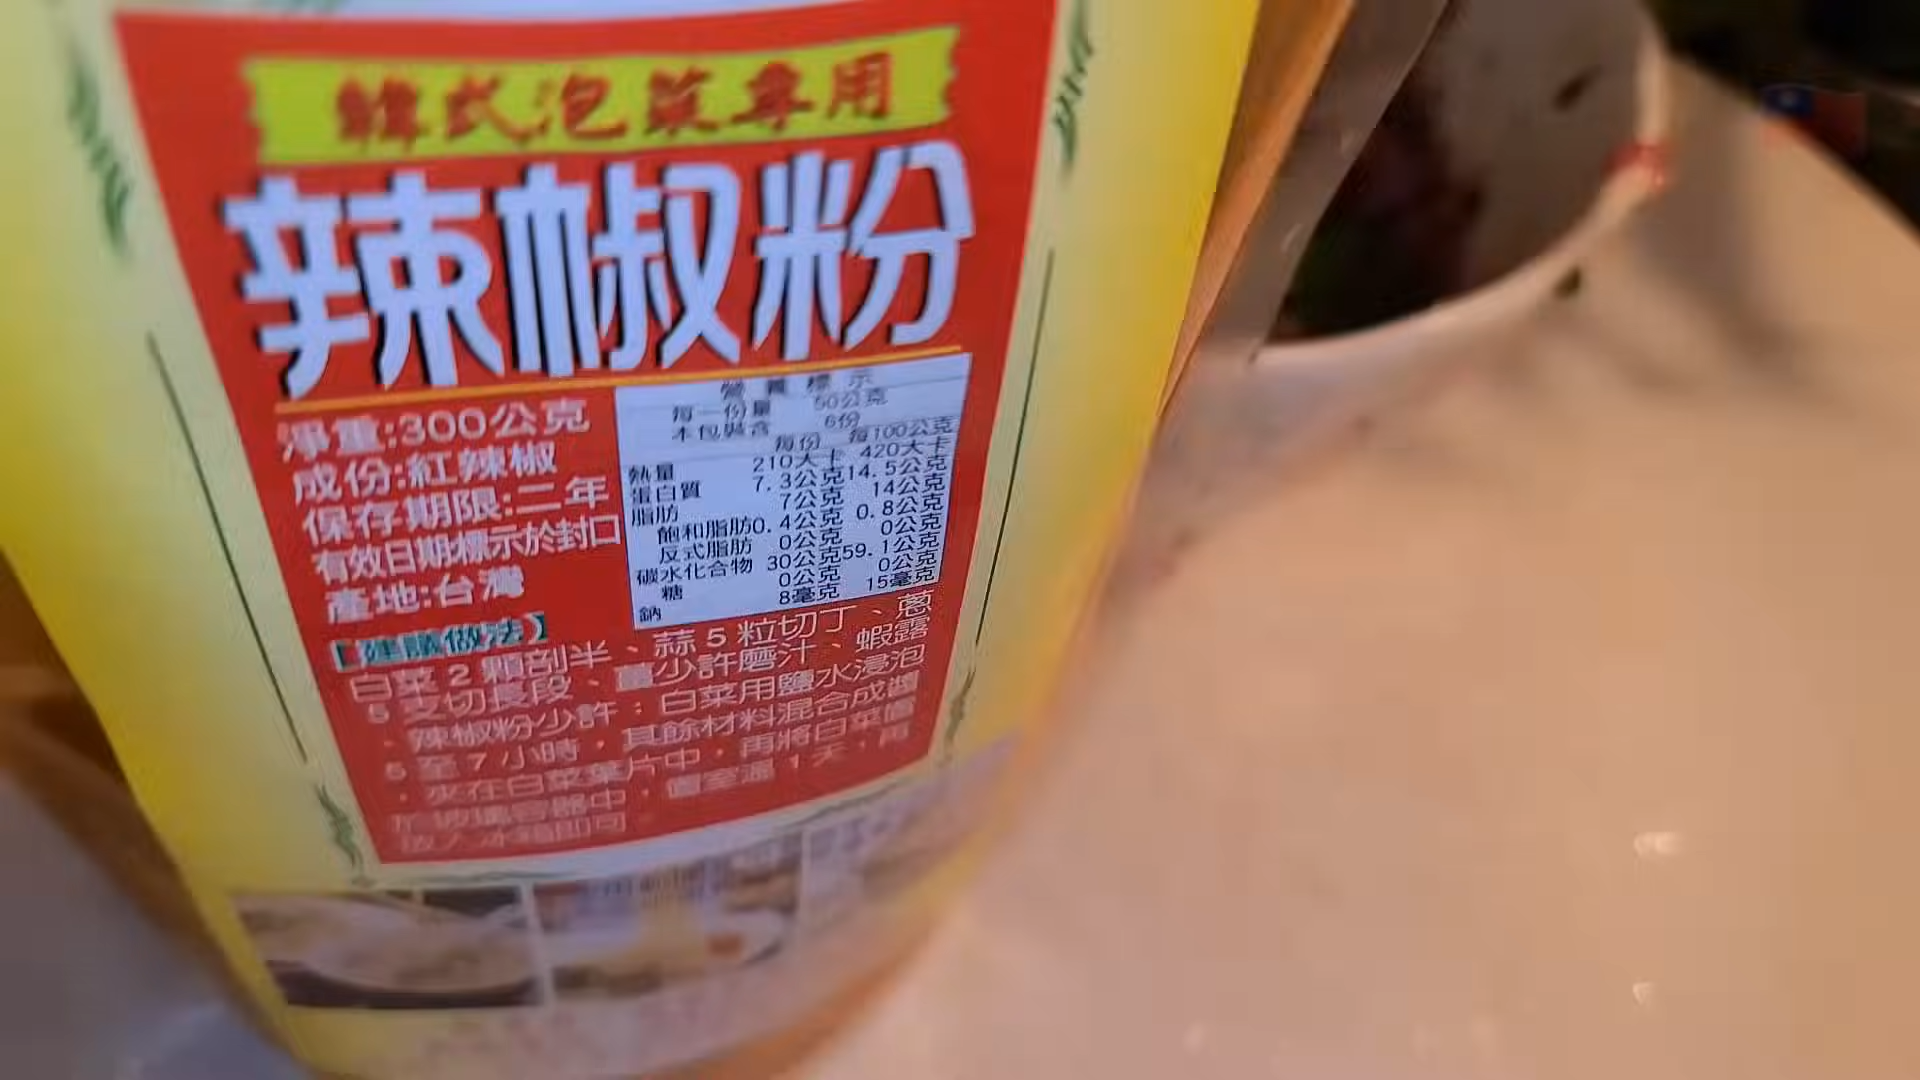 韓式泡菜專用
辣椒粉
淨重:300公克
成份:紅辣椒
保存期限:二年
有效日期標示於封口
產地:台灣
營養標示
每一份量 50公克
本包裝含 6份
每份 每100公克
熱量 210大卡 420大卡
蛋白質 7.3公克 14.5公克
脂肪 7公克 14公克
飽和脂肪 0.4公克 0.8公克
反式脂肪 0公克 0公克
碳水化合物 30公克 59.1公克
糖 0公克 0公克
鈉 8毫克 15毫克
【建議做法】
白菜2顆剖半、蒜5粒切丁、蔥
5支切長段、薑少許磨汁、蝦露
、辣椒粉少許;白菜用鹽水浸泡
6至7小時,其餘材料混合成醬
,夾在白菜葉片中,再將白菜置
於玻璃容器中,置室溫1天,再
放入冰箱即可